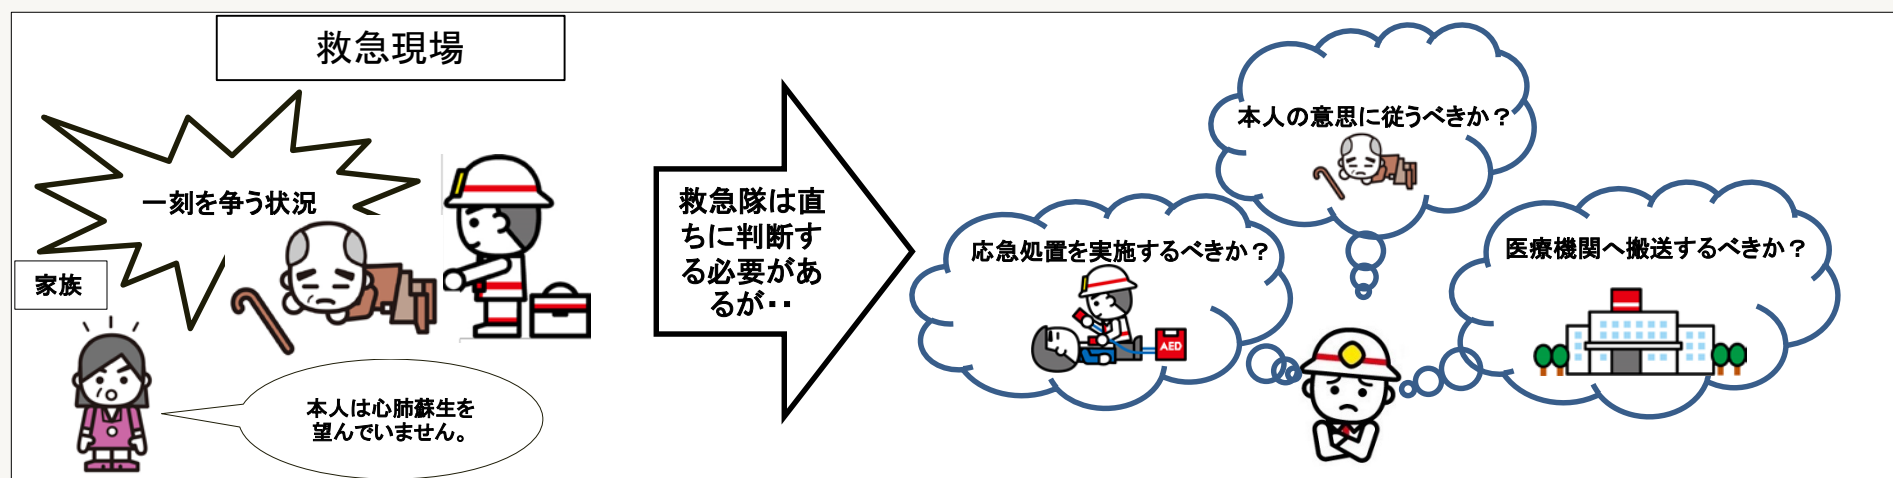 救急現場
一刻を争う状況
家族
本人は心肺蘇生を
望んでいません。
救急隊は直
ちに判断す
る必要があ
るが・・
本人の意思に従うべきか？
応急処置を実施するべきか？
AED
医療機関へ搬送するべきか？